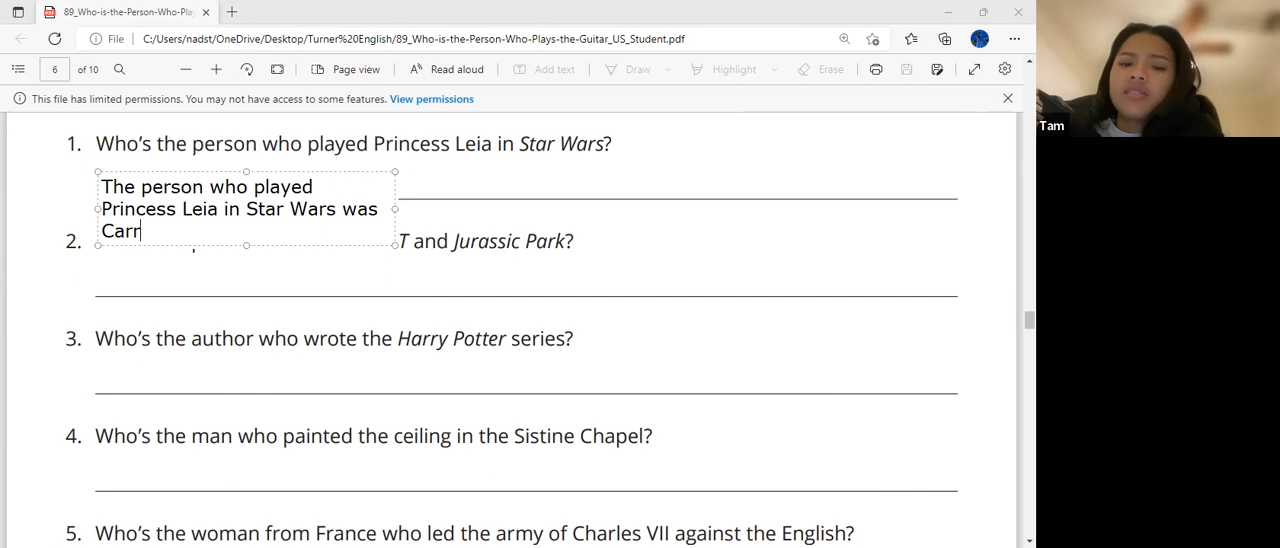 89_Who-is-the-Person-Who-Pla
File
C:/Users/nadst/OneDrive/Desktop/Turner%20English/89_Who-is-the-Person-Who-Plays-the-Guitar_US_Student.pdf
6 of 10
Page view
Read aloud
Add text
Draw
Highlight
Erase
This file has limited permissions. You may not have access to some features. View permissions
Tam
1. Who's the person who played Princess Leia in Star Wars?
The person who played
Princess Leia in Star Wars was
Carr
2. T and Jurassic Park?
3. Who's the author who wrote the Harry Potter series?
4. Who's the man who painted the ceiling in the Sistine Chapel?
5. Who's the woman from France who led the army of Charles VII against the English?